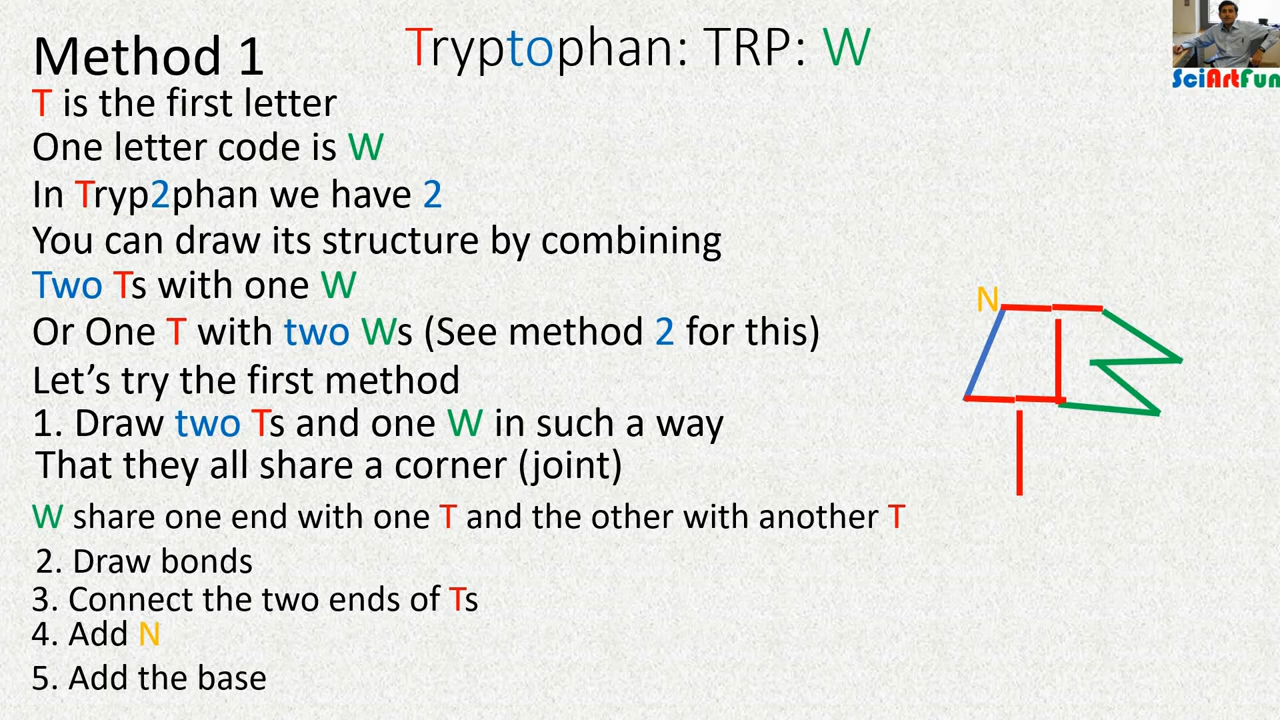 Method 1
Tryptophan: TRP: W
SciArtFun
T is the first letter
One letter code is W
In Tryp2phan we have 2
You can draw its structure by combining
Two Ts with one W
Or One T with two Ws (See method 2 for this)
Let’s try the first method
1. Draw two Ts and one W in such a way
That they all share a corner (joint)
W share one end with one T and the other with another T
2. Draw bonds
3. Connect the two ends of Ts
4. Add N
5. Add the base
N